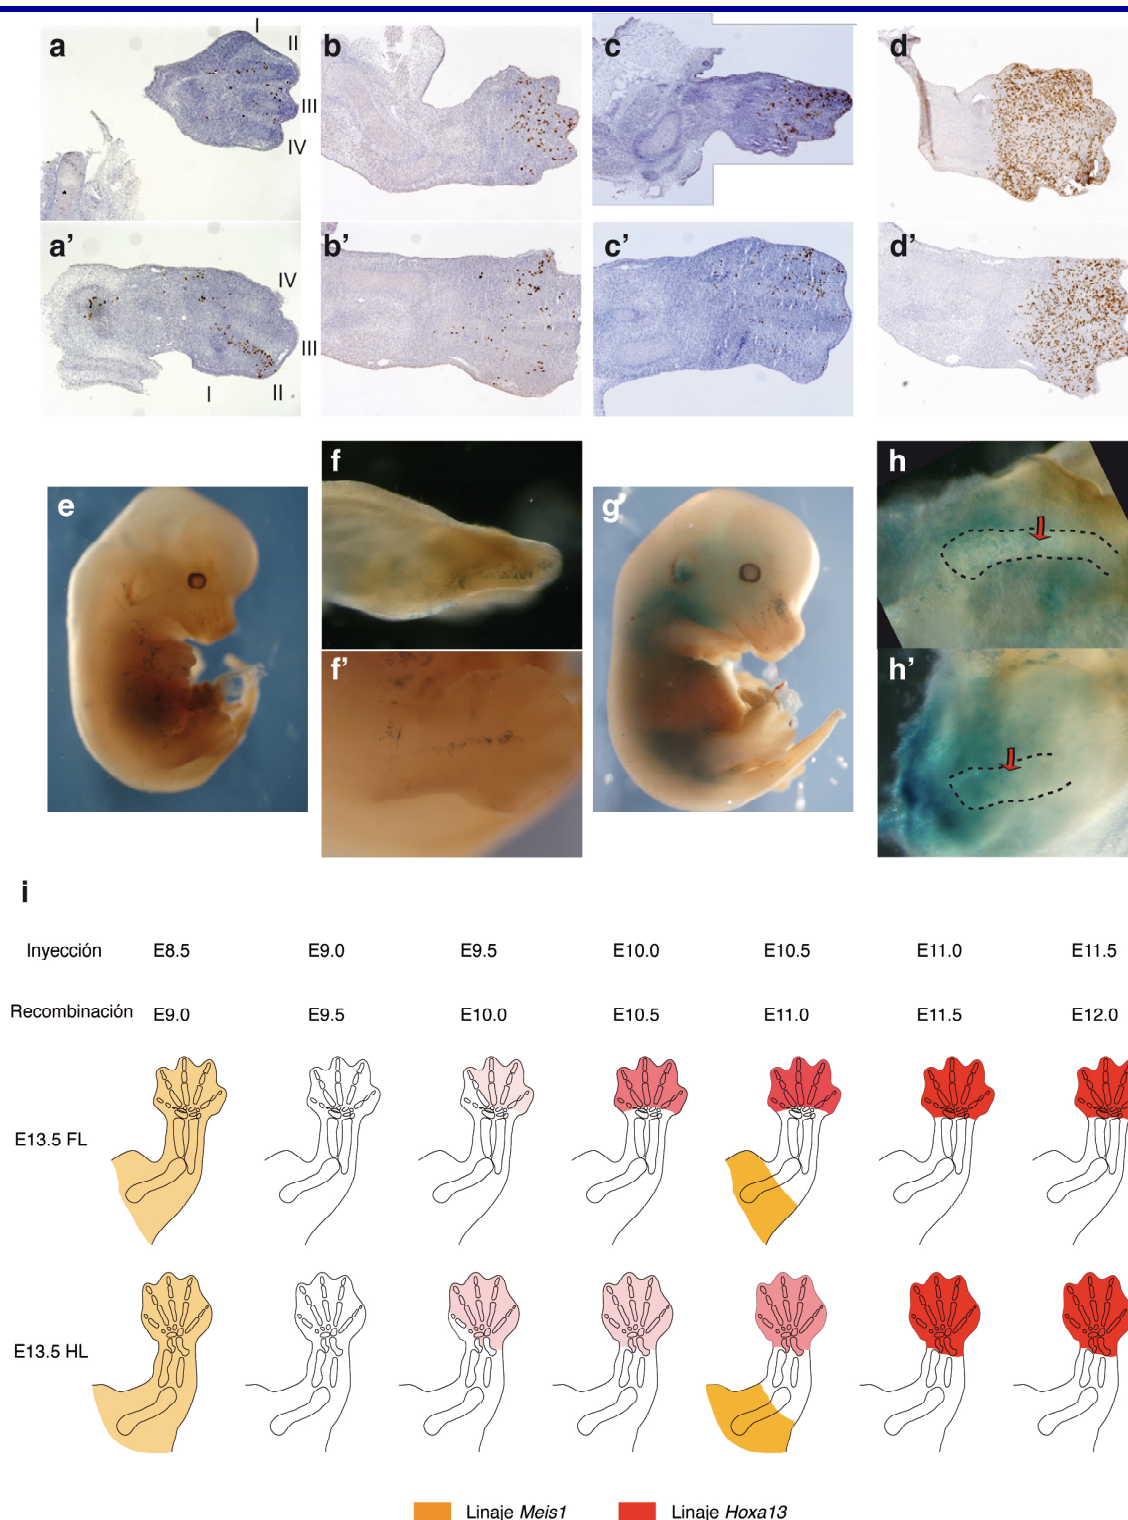 a I II III IV
b
c
d
a’ IV III I II
b’
c’
d’
e
f
g
h
f’
h’
i
Inyección E8.5 E9.0 E9.5 E10.0 E10.5 E11.0 E11.5
Recombinación E9.0 E9.5 E10.0 E10.5 E11.0 E11.5 E12.0
E13.5 FL
E13.5 HL
Linaje Meis1 Linaje Hoxa13